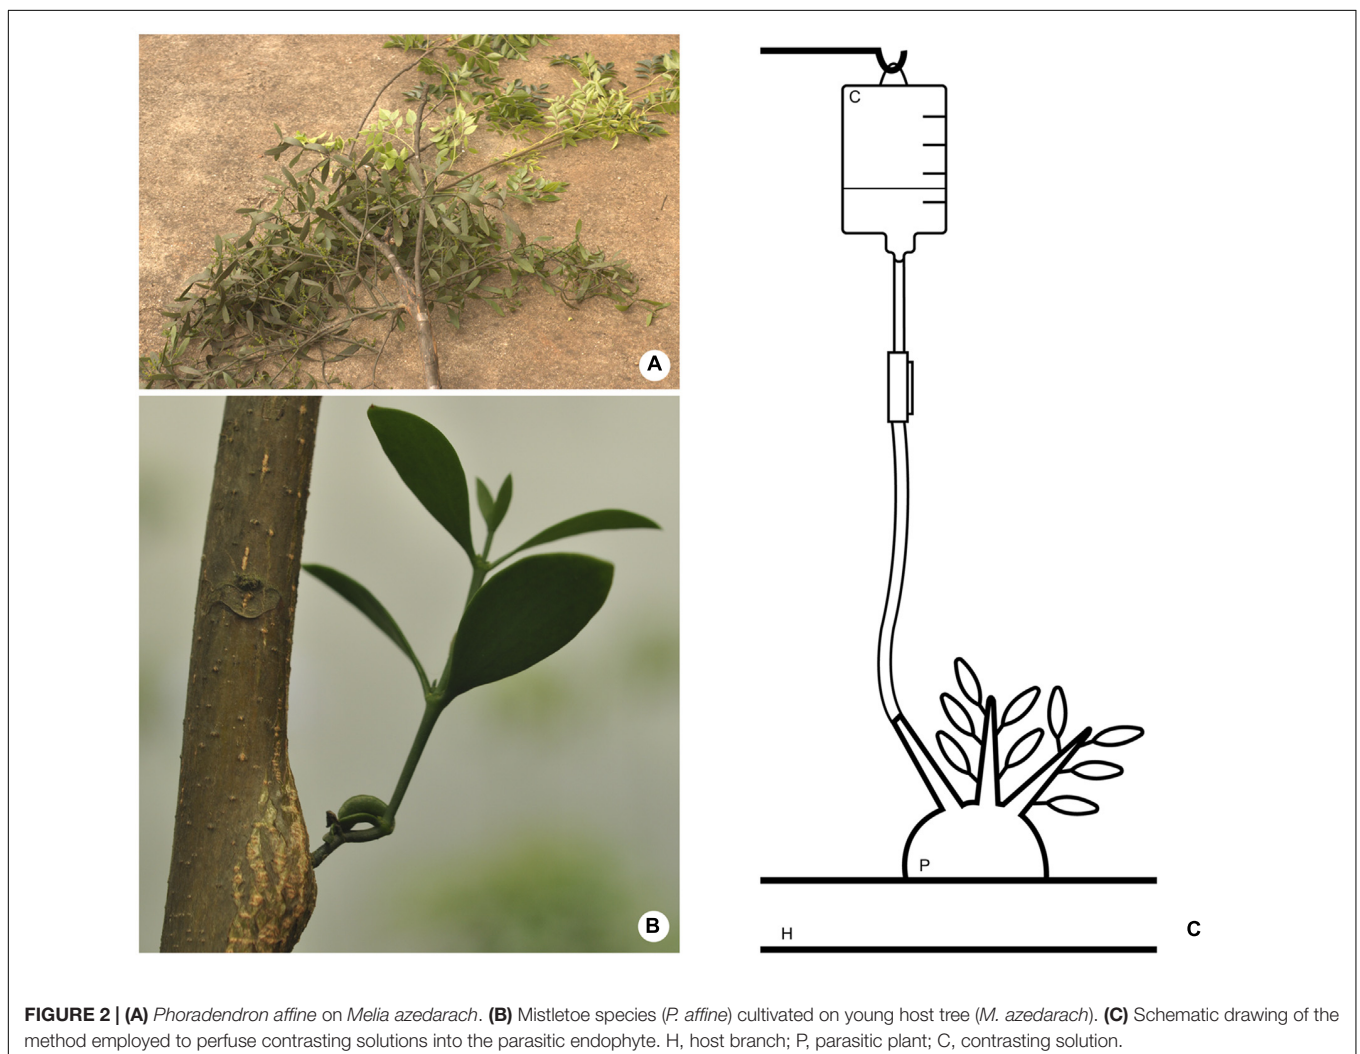 C
A
B
P
H
C
FIGURE 2 | (A) Phoradendron affine on Melia azedarach. (B) Mistletoe species (P. affine) cultivated on young host tree (M. azedarach). (C) Schematic drawing of the
method employed to perfuse contrasting solutions into the parasitic endophyte. H, host branch; P, parasitic plant; C, contrasting solution.